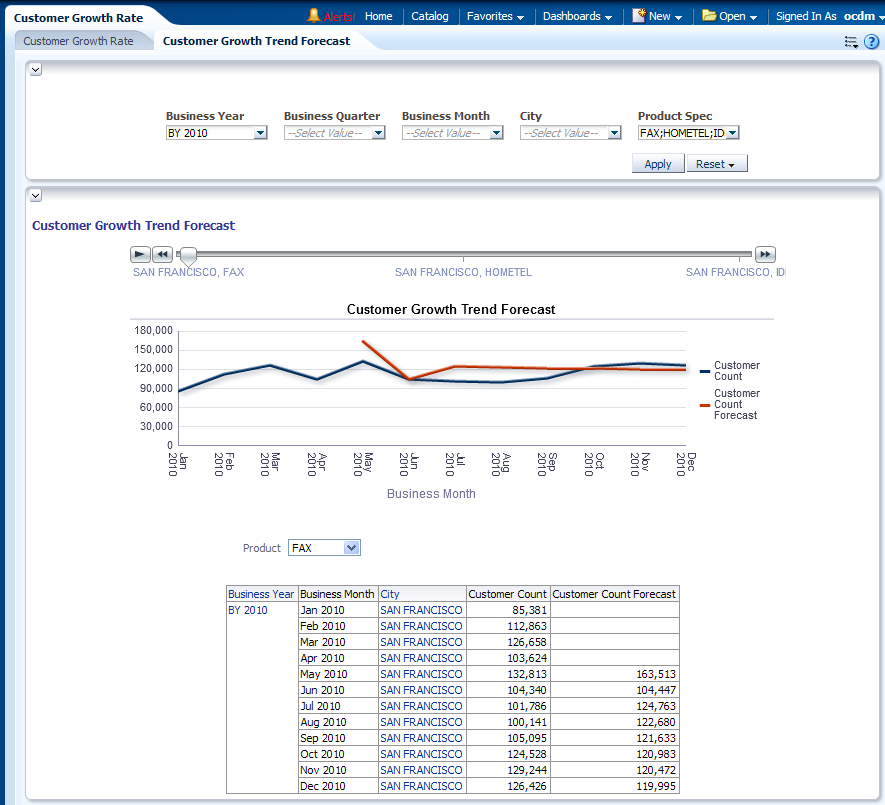 Customer Growth Rate
Alerts! Home Catalog Favorites Dashboards New Open Signed In As ocdm
Customer Growth Rate Customer Growth Trend Forecast
Business Year Business Quarter Business Month City Product Spec
BY 2010 --Select Value-- --Select Value-- --Select Value-- FAX;HOMETEL;ID
Apply Reset
Customer Growth Trend Forecast
SAN FRANCISCO, FAX SAN FRANCISCO, HOMETEL SAN FRANCISCO, ID
Customer Growth Trend Forecast
180,000
150,000
120,000
90,000
60,000
30,000
0
Customer
Count
Customer
Count
Forecast
Jan 2010 Feb 2010 Mar 2010 Apr 2010 May 2010 Jun 2010 Jul 2010 Aug 2010 Sep 2010 Oct 2010 Nov 2010 Dec 2010
Business Month
Product FAX
Business Year Business Month City Customer Count Customer Count Forecast
BY 2010 Jan 2010 SAN FRANCISCO 85,381
Feb 2010 SAN FRANCISCO 112,863
Mar 2010 SAN FRANCISCO 126,658
Apr 2010 SAN FRANCISCO 103,624
May 2010 SAN FRANCISCO 132,813 163,513
Jun 2010 SAN FRANCISCO 104,340 104,447
Jul 2010 SAN FRANCISCO 101,786 124,763
Aug 2010 SAN FRANCISCO 100,141 122,680
Sep 2010 SAN FRANCISCO 105,095 121,633
Oct 2010 SAN FRANCISCO 124,528 120,983
Nov 2010 SAN FRANCISCO 129,244 120,472
Dec 2010 SAN FRANCISCO 126,426 119,995